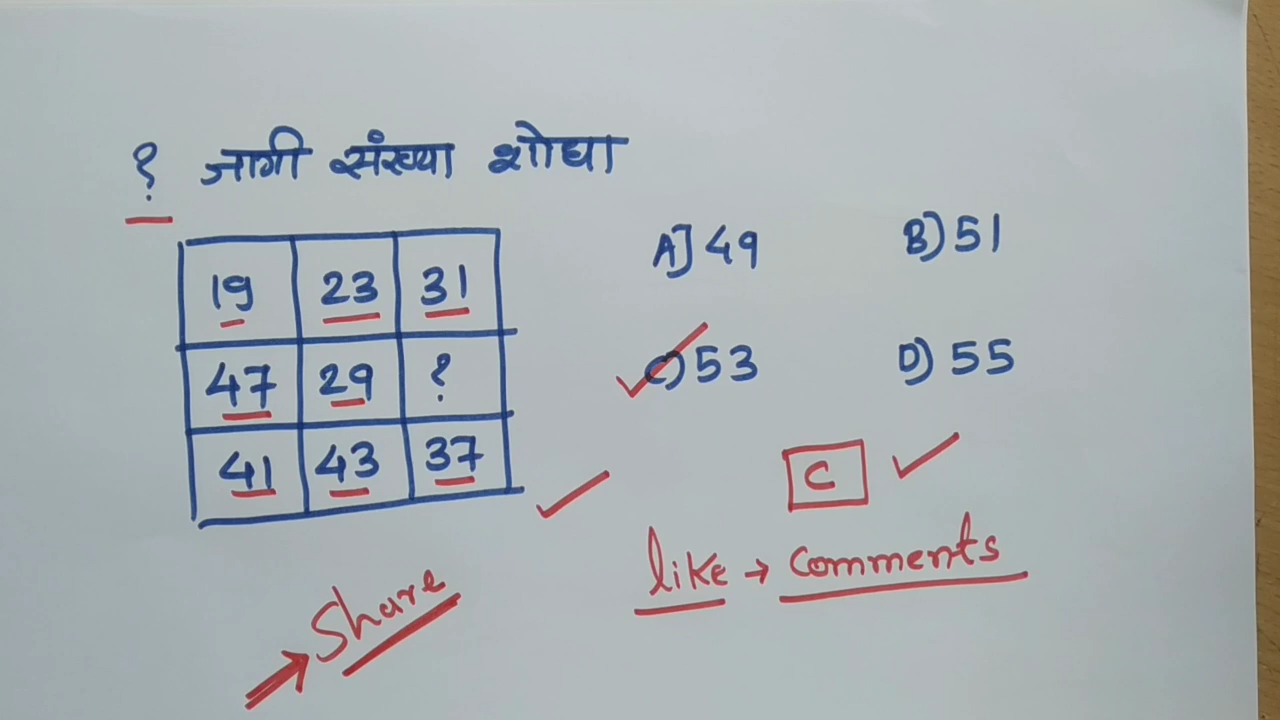 ? जागी संख्या शोधा
19 23 31
47 29 ?
41 43 37
A] 49 B) 51
C) 53 D) 55
C
like → Comments
Share